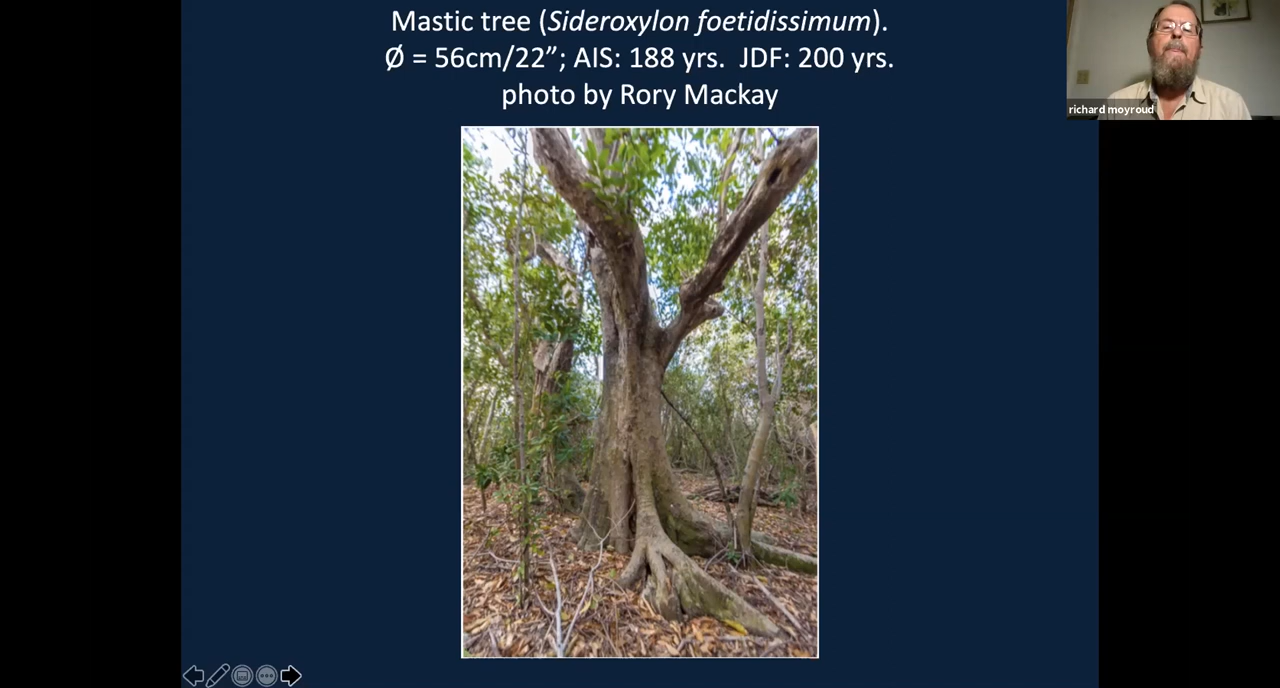 Mastic tree (Sideroxylon foetidissimum).
Ø = 56cm/22”; AIS: 188 yrs.  JDF: 200 yrs.
photo by Rory Mackay
richard moyroud